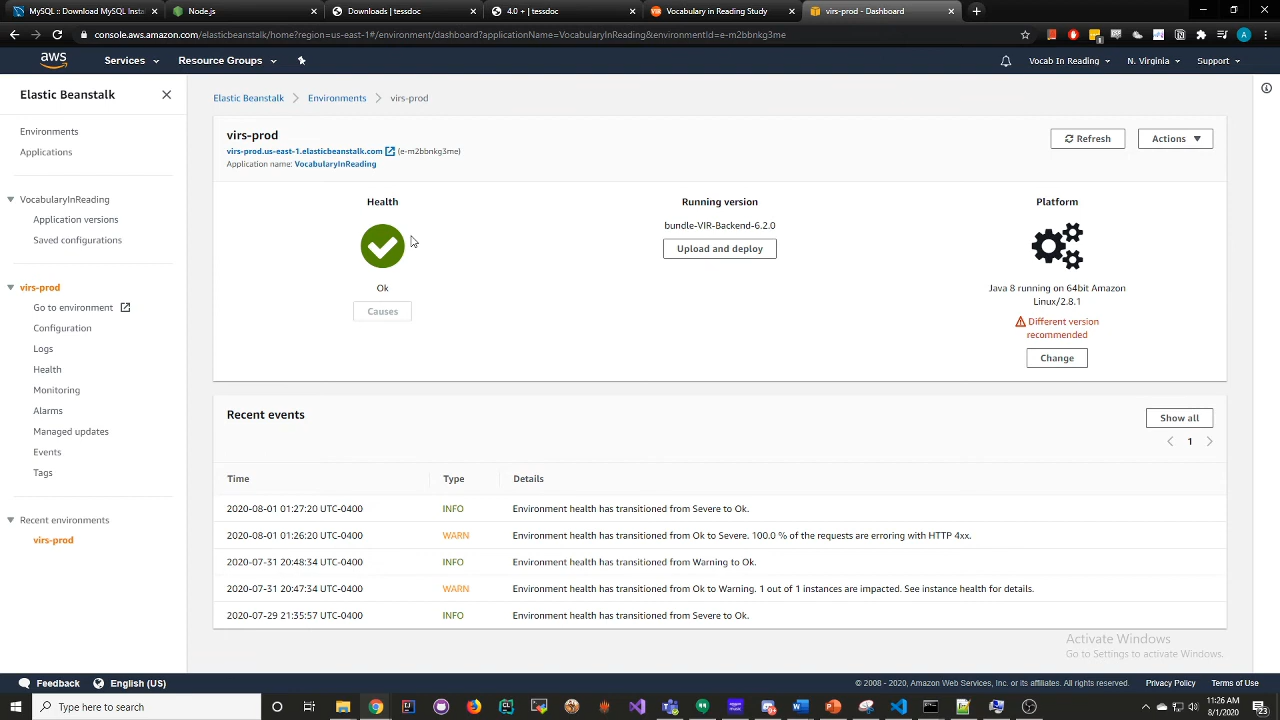 MySQL :: Download MySQL Insta
Node.js
Downloads | tessdoc
4.0 + | tessdoc
Vocabulary in Reading Study
virs-prod - Dashboard
console.aws.amazon.com/elasticbeanstalk/home?region=us-east-1#/environment/dashboard?applicationName=VocabularyInReading&environmentId=e-m2bbnkg3me
aws
Services
Resource Groups
Vocab In Reading
N. Virginia
Support
Elastic Beanstalk
Environments
Applications
VocabularyInReading
Application versions
Saved configurations
virs-prod
Go to environment
Configuration
Logs
Health
Monitoring
Alarms
Managed updates
Events
Tags
Recent environments
virs-prod
Elastic Beanstalk > Environments > virs-prod
virs-prod
virs-prod.us-east-1.elasticbeanstalk.com (e-m2bbnkg3me)
Application name: VocabularyInReading
Refresh
Actions
Health
Ok
Causes
Running version
bundle-VIR-Backend-6.2.0
Upload and deploy
Platform
Java 8 running on 64bit Amazon
Linux/2.8.1
Different version
recommended
Change
Recent events
Show all
1
Time Type Details
2020-08-01 01:27:20 UTC-0400 INFO Environment health has transitioned from Severe to Ok.
2020-08-01 01:26:20 UTC-0400 WARN Environment health has transitioned from Ok to Severe. 100.0 % of the requests are erroring with HTTP 4xx.
2020-07-31 20:48:34 UTC-0400 INFO Environment health has transitioned from Warning to Ok.
2020-07-31 20:47:34 UTC-0400 WARN Environment health has transitioned from Ok to Warning. 1 out of 1 instances are impacted. See instance health for details.
2020-07-29 21:35:57 UTC-0400 INFO Environment health has transitioned from Severe to Ok.
Activate Windows
Go to Settings to activate Windows.
Feedback
English (US)
© 2008 - 2020, Amazon Web Services, Inc. or its affiliates. All rights reserved.
Privacy Policy
Terms of Use
Type here to search
11:26 AM
8/1/2020